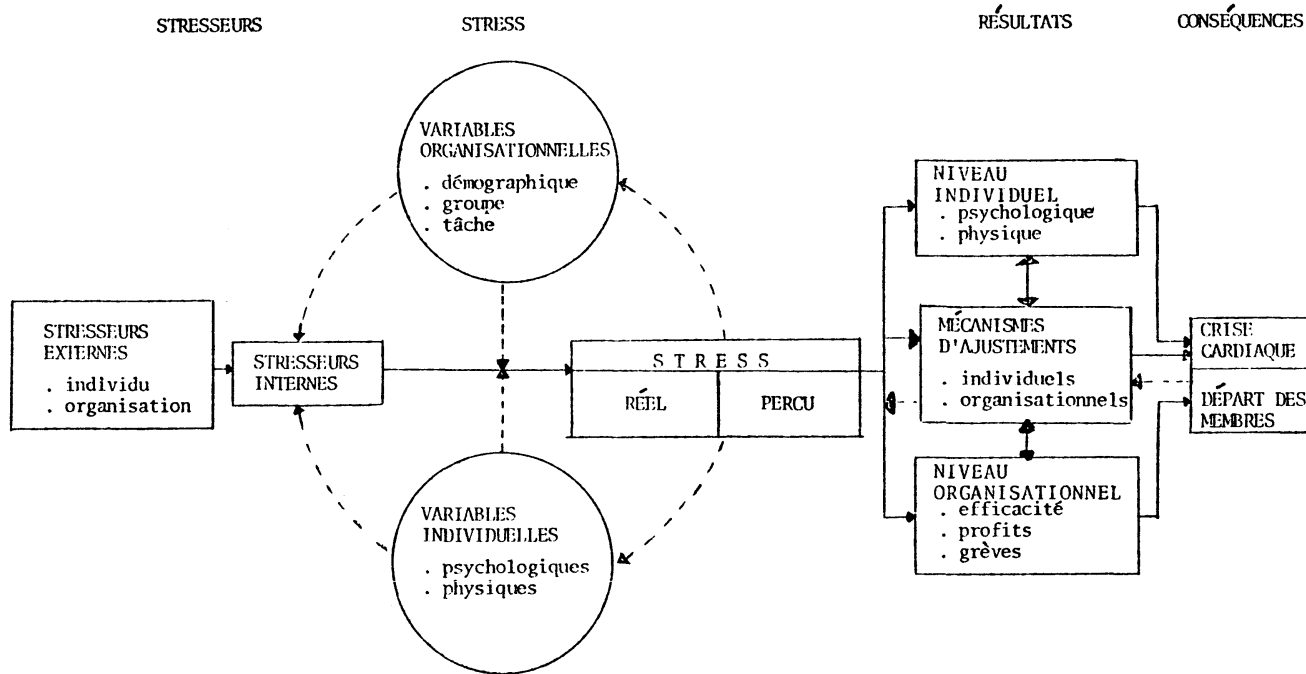 STRESSEURS
STRESS
RÉSULTATS
CONSÉQUENCES
VARIABLES
ORGANISATIONNELLES
. démographique
. groupe
. tâche
NIVEAU
INDIVIDUEL
. psychologique
. physique
STRESSEURS
EXTERNES
. individu
. organisation
STRESSEURS
INTERNES
S T R E S S
RÉEL
PERCU
MÉCANISMES
D'AJUSTEMENTS
. individuels
. organisationnels
CRISE
CARDIAQUE
DÉPART DES
MEMBRES
VARIABLES
INDIVIDUELLES
. psychologiques
. physiques
NIVEAU
ORGANISATIONNEL
. efficacité
. profits
. grèves